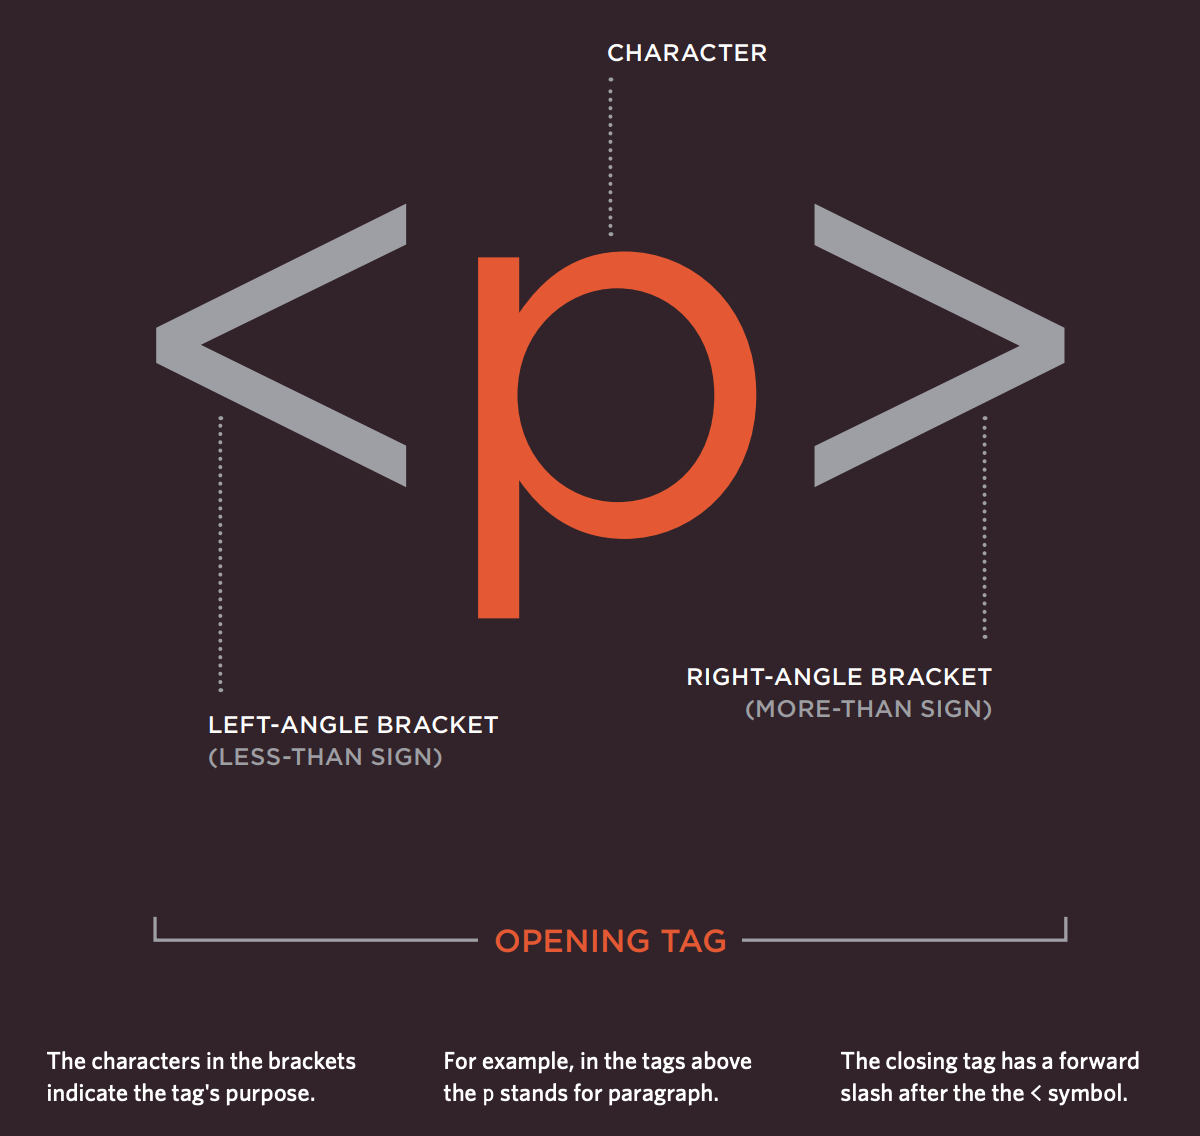 CHARACTER
<p>
RIGHT-ANGLE BRACKET
(MORE-THAN SIGN)
LEFT-ANGLE BRACKET
(LESS-THAN SIGN)
OPENING TAG
The characters in the brackets
indicate the tag's purpose.
For example, in the tags above
the p stands for paragraph.
The closing tag has a forward
slash after the the < symbol.